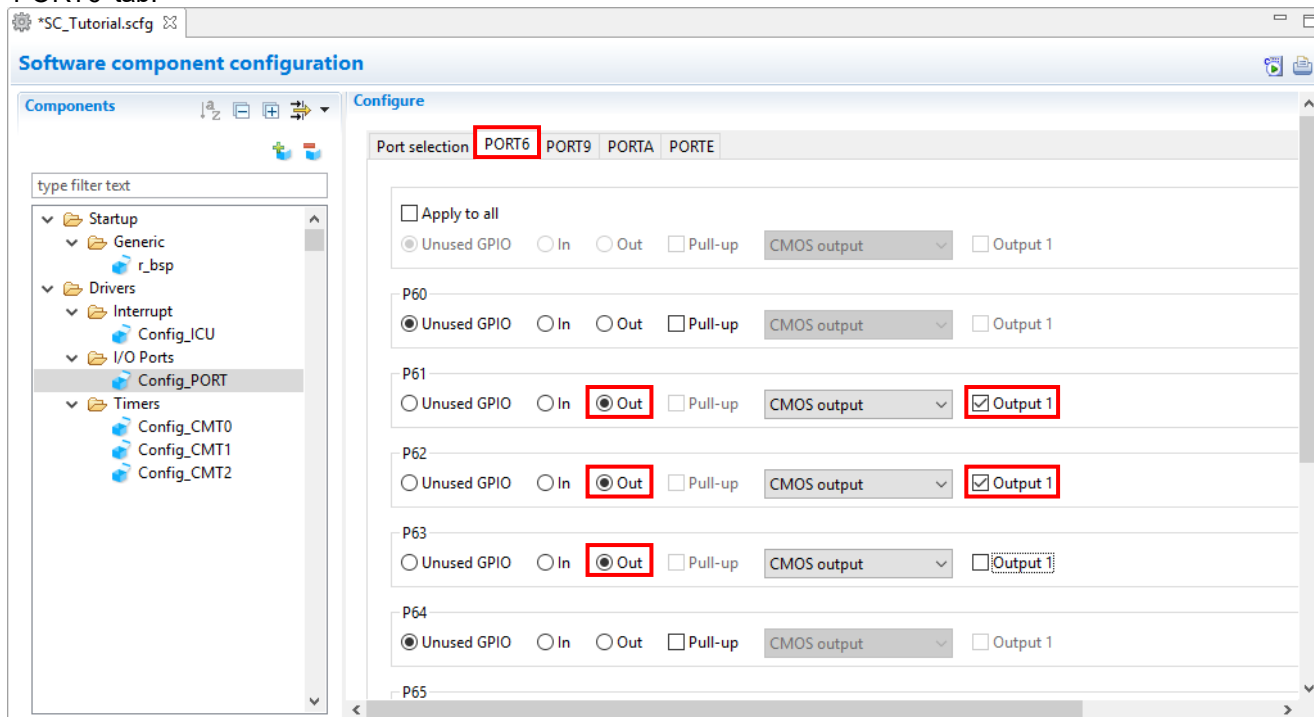 'PORT6' tab.
*SC_Tutorial.scfg
Software component configuration
Components
Configure
type filter text
Startup
Generic
r_bsp
Drivers
Interrupt
Config_ICU
I/O Ports
Config_PORT
Timers
Config_CMT0
Config_CMT1
Config_CMT2
Port selection PORT6 PORT9 PORTA PORTE
Apply to all
Unused GPIO In Out Pull-up CMOS output Output 1
P60
Unused GPIO In Out Pull-up CMOS output Output 1
P61
Unused GPIO In Out Pull-up CMOS output Output 1
P62
Unused GPIO In Out Pull-up CMOS output Output 1
P63
Unused GPIO In Out Pull-up CMOS output Output 1
P64
Unused GPIO In Out Pull-up CMOS output Output 1
P65